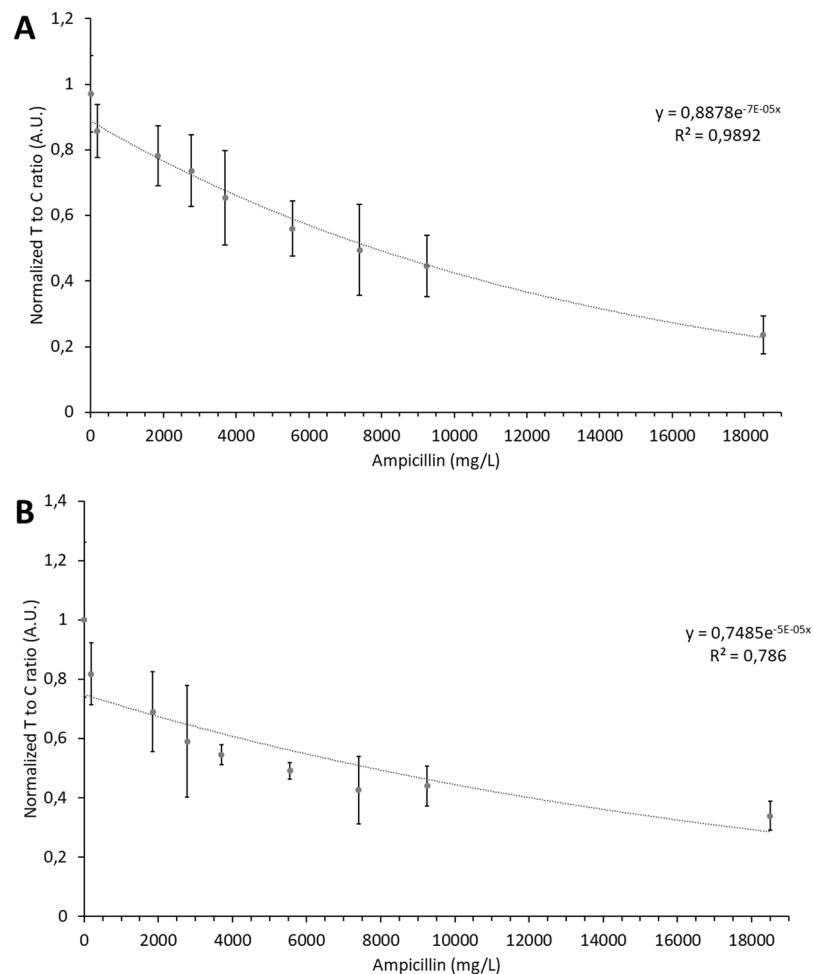 A
1,2
1
0,8
0,6
0,4
0,2
0
Normalized T to C ratio (A.U.)
y = 0,8878e^-7E-05x
R² = 0,9892
0 2000 4000 6000 8000 10000 12000 14000 16000 18000
Ampicillin (mg/L)
B
1,4
1,2
1
0,8
0,6
0,4
0,2
0
Normalized T to C ratio (A.U.)
y = 0,7485e^-5E-05x
R² = 0,786
0 2000 4000 6000 8000 10000 12000 14000 16000 18000
Ampicillin (mg/L)